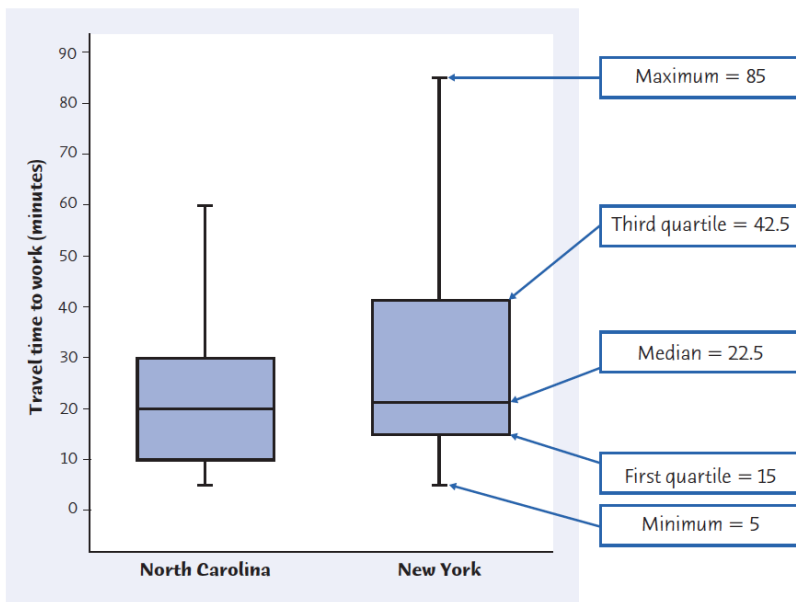 Travel time to work (minutes)
90
80
70
60
50
40
30
20
10
0
North Carolina
New York
Maximum = 85
Third quartile = 42.5
Median = 22.5
First quartile = 15
Minimum = 5